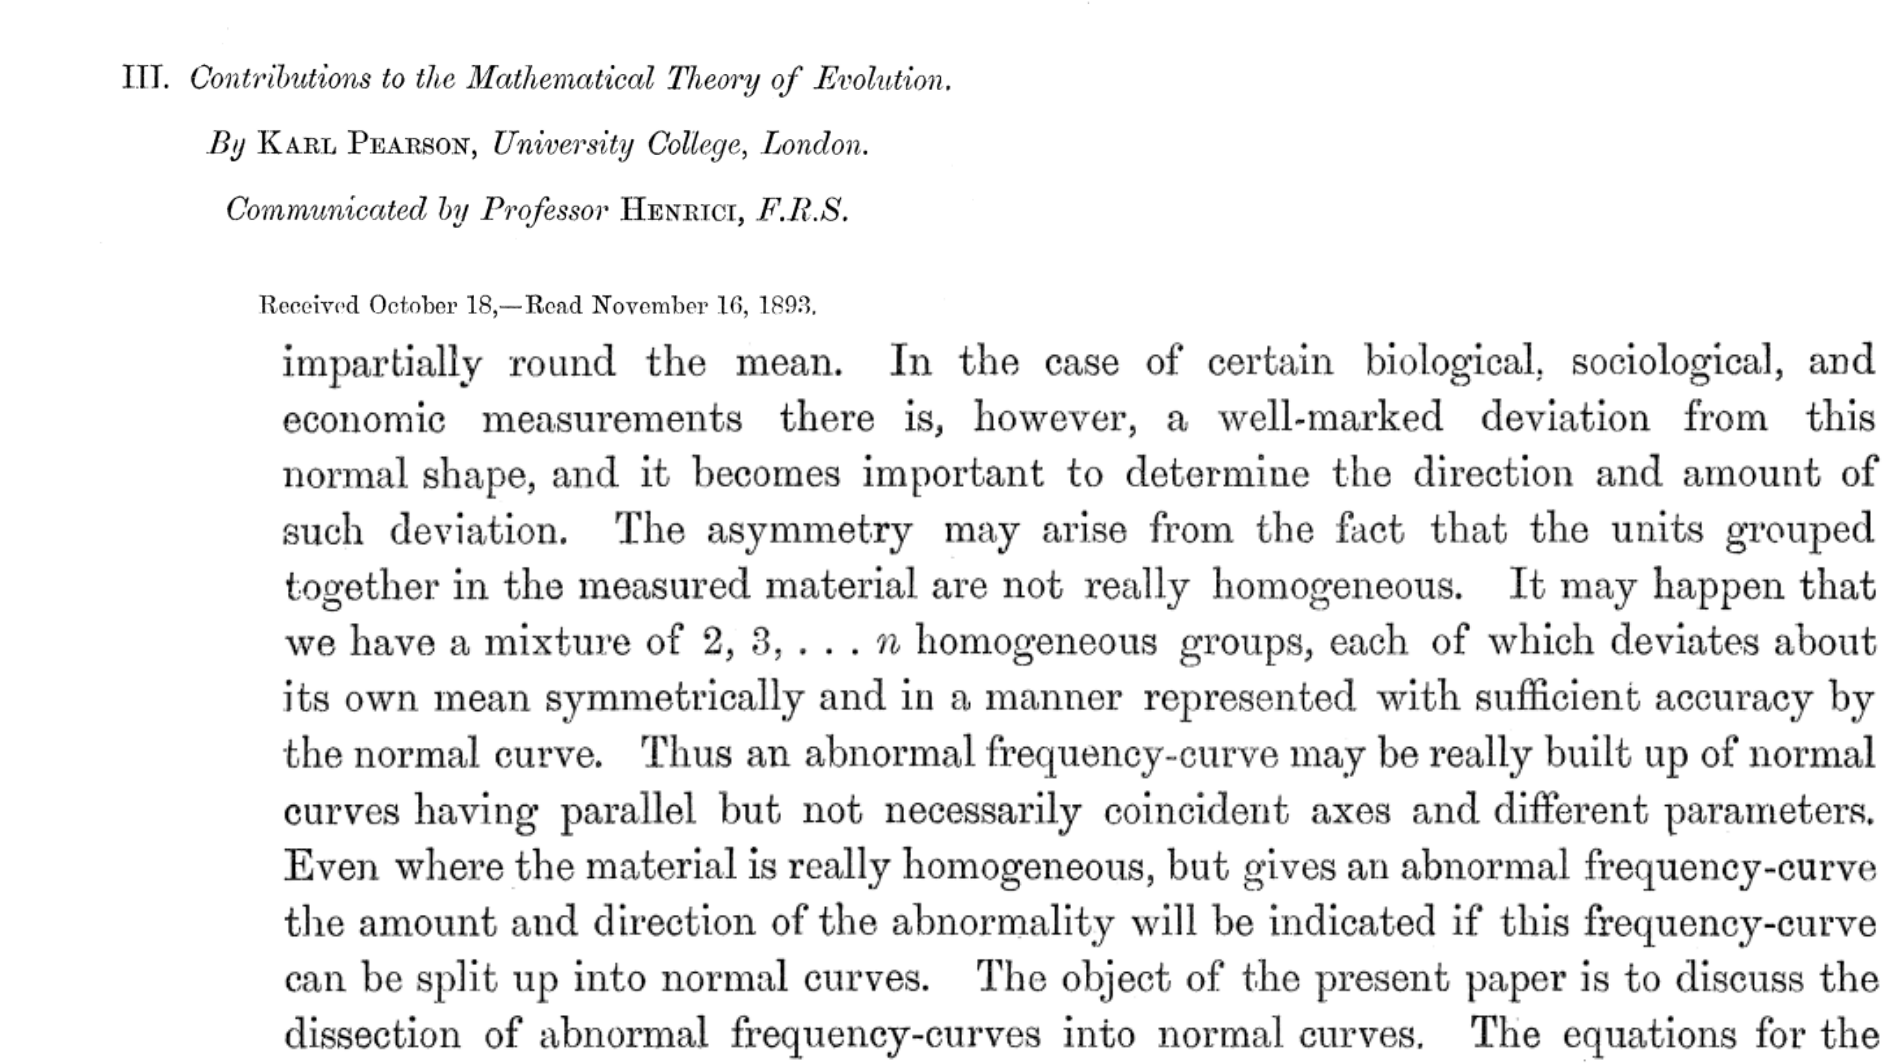 III. Contributions to the Mathematical Theory of Evolution.
By KARL PEARSON, University College, London.
Communicated by Professor HENRICI, F.R.S.
Received October 18,—Read November 16, 1893.
impartially round the mean. In the case of certain biological, sociological, and
economic measurements there is, however, a well-marked deviation from this
normal shape, and it becomes important to determine the direction and amount of
such deviation. The asymmetry may arise from the fact that the units grouped
together in the measured material are not really homogeneous. It may happen that
we have a mixture of 2, 3, . . . n homogeneous groups, each of which deviates about
its own mean symmetrically and in a manner represented with sufficient accuracy by
the normal curve. Thus an abnormal frequency-curve may be really built up of normal
curves having parallel but not necessarily coincident axes and different parameters.
Even where the material is really homogeneous, but gives an abnormal frequency-curve
the amount and direction of the abnormality will be indicated if this frequency-curve
can be split up into normal curves. The object of the present paper is to discuss the
dissection of abnormal frequency-curves into normal curves. The equations for the